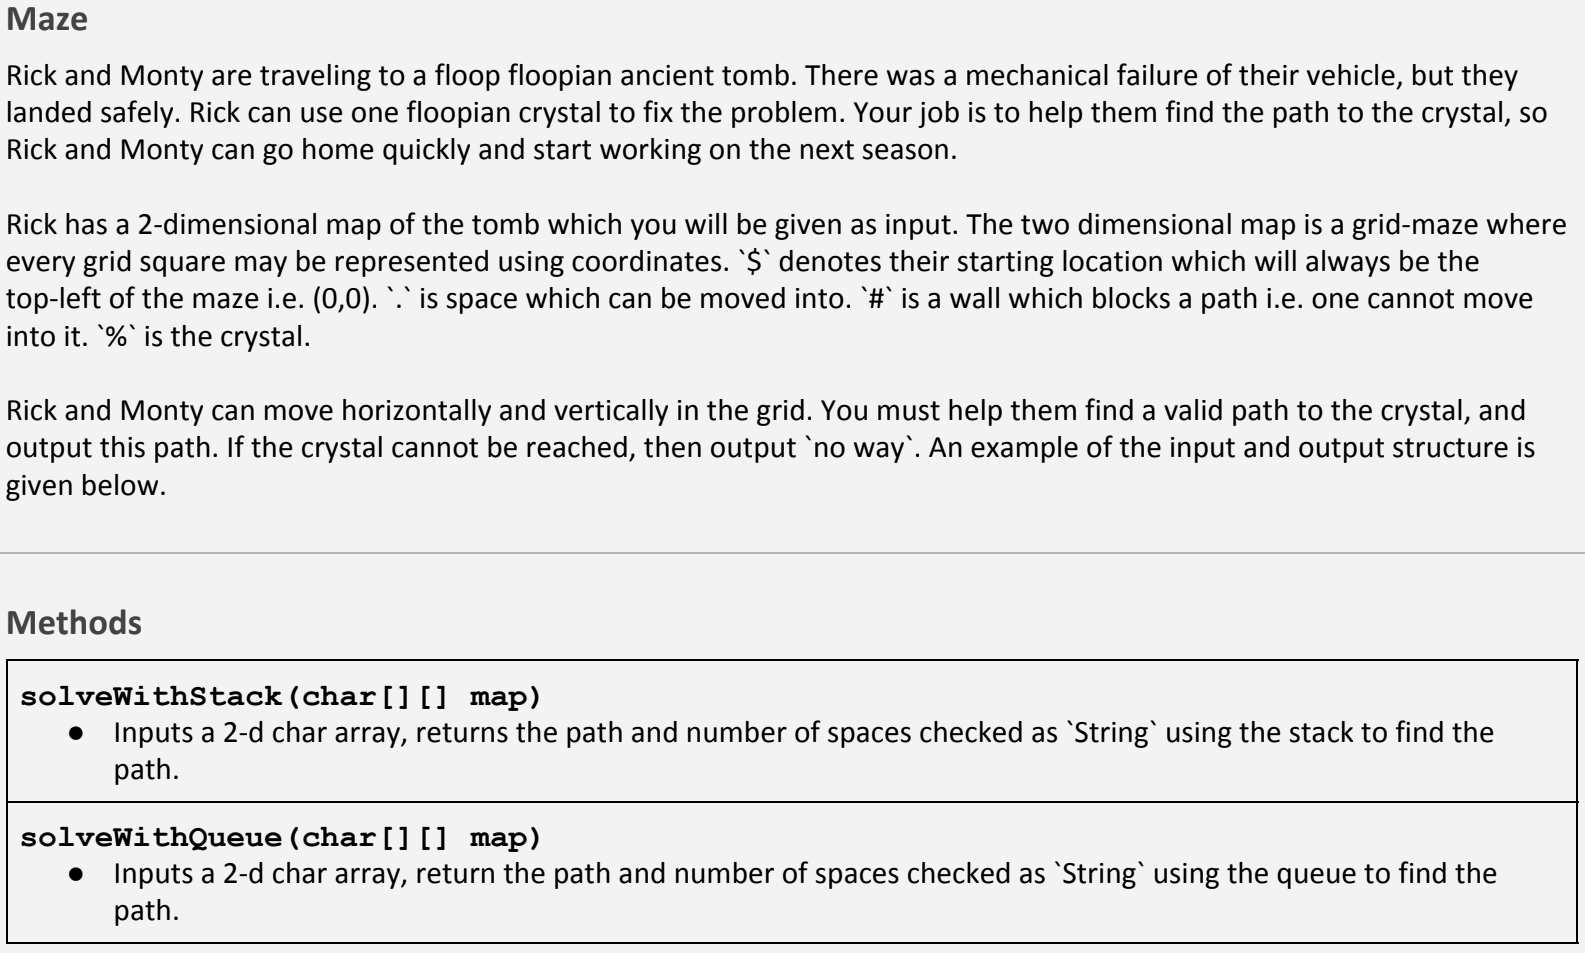 Maze
Rick and Monty are traveling to a floop floopian ancient tomb. There was a mechanical failure of their vehicle, but they
landed safely. Rick can use one floopian crystal to fix the problem. Your job is to help them find the path to the crystal, so
Rick and Monty can go home quickly and start working on the next season.
Rick has a 2-dimensional map of the tomb which you will be given as input. The two dimensional map is a grid-maze where
every grid square may be represented using coordinates. `$` denotes their starting location which will always be the
top-left of the maze i.e. (0,0). `.` is space which can be moved into. `#` is a wall which blocks a path i.e. one cannot move
into it. `%` is the crystal.
Rick and Monty can move horizontally and vertically in the grid. You must help them find a valid path to the crystal, and
output this path. If the crystal cannot be reached, then output `no way`. An example of the input and output structure is
given below.
Methods
solveWithStack(char[][] map)
● Inputs a 2-d char array, returns the path and number of spaces checked as `String` using the stack to find the
path.
solveWithQueue(char[][] map)
● Inputs a 2-d char array, return the path and number of spaces checked as `String` using the queue to find the
path.